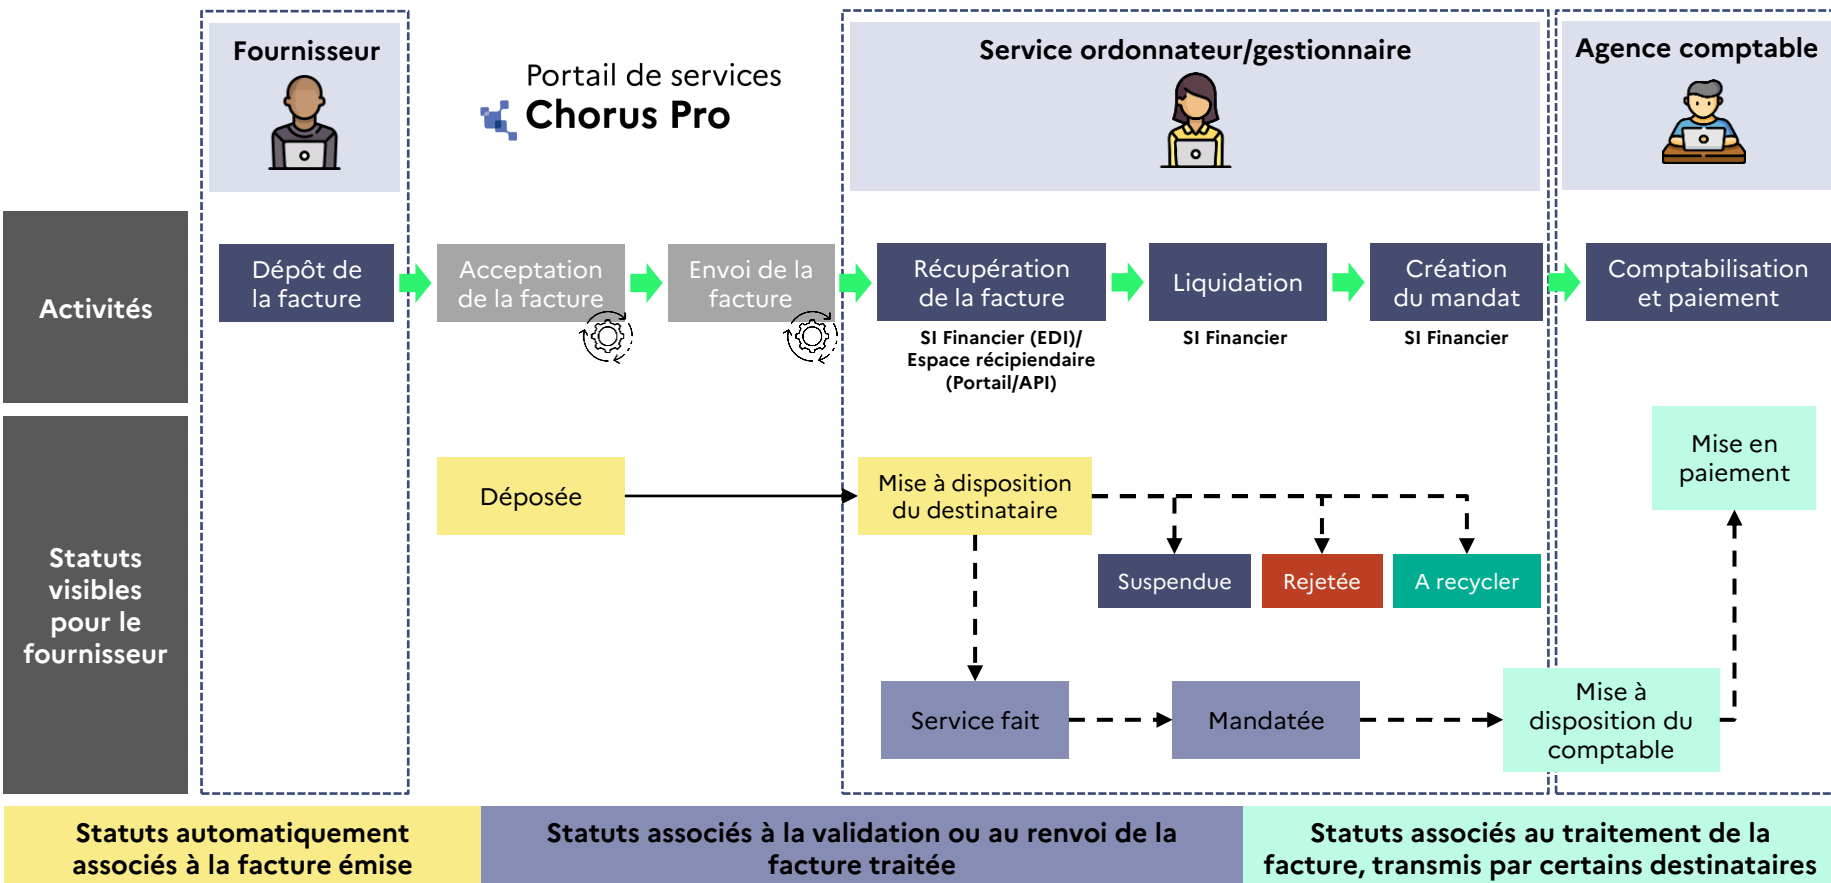 Fournisseur
Portail de services
Chorus Pro
Service ordonnateur/gestionnaire
Agence comptable
Activités
Dépôt de
la facture
Acceptation
de la facture
Envoi de la
facture
Récupération
de la facture
SI Financier (EDI)/
Espace récipiendaire
(Portail/API)
Liquidation
SI Financier
Création
du mandat
SI Financier
Comptabilisation
et paiement
Statuts
visibles
pour le
fournisseur
Déposée
Mise à disposition
du destinataire
Suspendue
Rejetée
A recycler
Mise en
paiement
Service fait
Mandatée
Mise à
disposition du
comptable
Statuts automatiquement
associés à la facture émise
Statuts associés à la validation ou au renvoi de la
facture traitée
Statuts associés au traitement de la
facture, transmis par certains destinataires